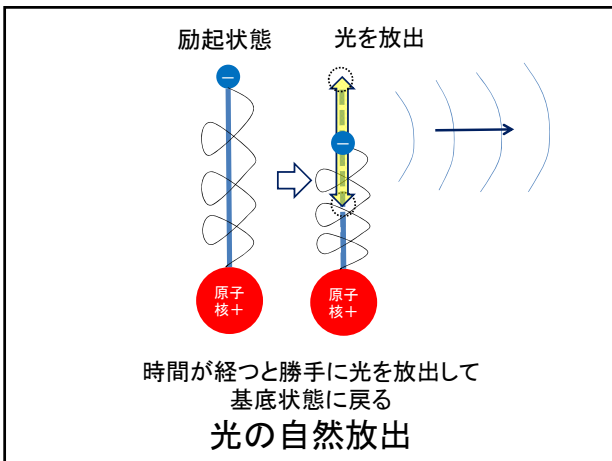 励起状態
光を放出
−
−
原子
核＋
原子
核＋
時間が経つと勝手に光を放出して
基底状態に戻る
光の自然放出